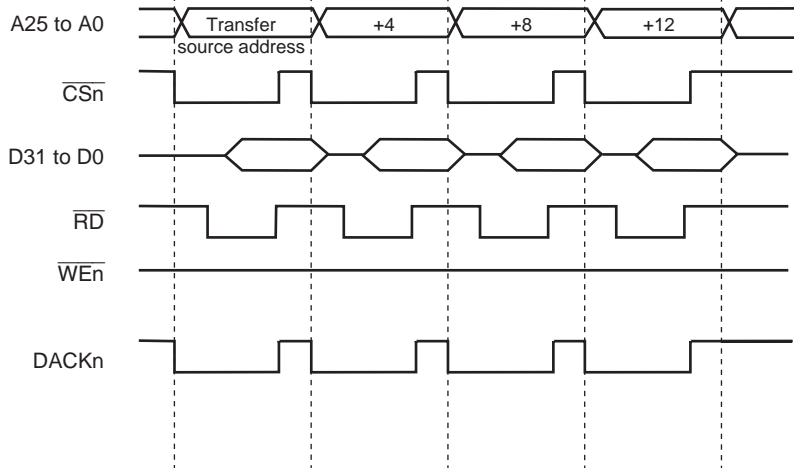 A25 to A0 Transfer +4 +8 +12
source address
CSn
D31 to D0
RD
WEn
DACKn